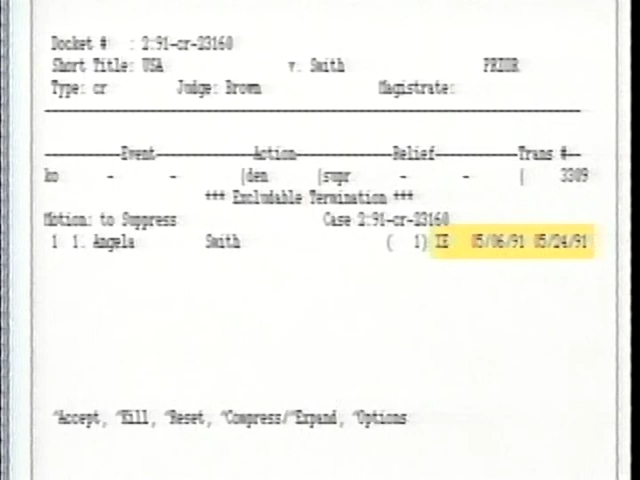 Docket # : 2:91-cr-23160
Short Title: USA v. Smith PRIOR
Type: cr Judge: Brown Magistrate:
Event Action Relief Trans #
ko - - |den |supr - - | 3309
*** Excludable Termination ***
Motion: to Suppress Case 2:91-cr-23160
1 1. Angela Smith ( 1) IE 05/06/91 05/24/91
^Accept, ^Kill, ^Reset, ^Compress/^Expand, ^Options